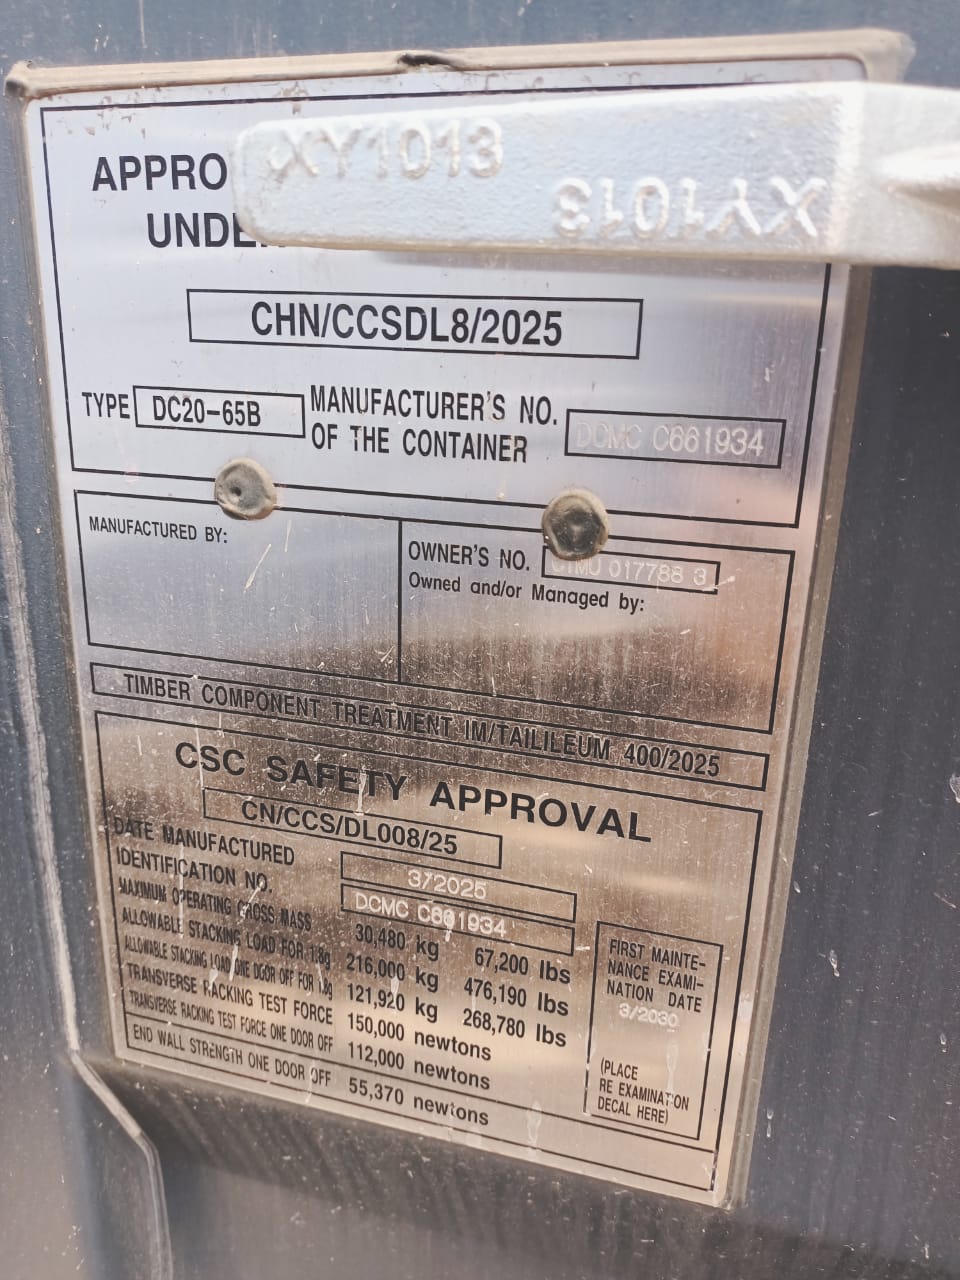 XY1013
XY1013
APPRO
UNDE
CHN/CCSDL8/2025
TYPE DC20-65B MANUFACTURER'S NO.
OF THE CONTAINER DCMC C661934
MANUFACTURED BY:
OWNER'S NO. 017788 3
Owned and/or Managed by:
TIMBER COMPONENT TREATMENT IM/TAILILEUM 400/2025
CSC SAFETY APPROVAL
CN/CCS/DL008/25
DATE MANUFACTURED 3/2025
IDENTIFICATION NO. DCMC C661934
MAXIMUM OPERATING GROSS MASS 30,480 kg 67,200 lbs
ALLOWABLE STACKING LOAD FOR 1.8g 216,000 kg 476,190 lbs
ALLOWABLE STACKING LOAD ONE DOOR OFF FOR 1.8g 121,920 kg 268,780 lbs
TRANSVERSE RACKING TEST FORCE 150,000 newtons
TRANSVERSE RACKING TEST FORCE ONE DOOR OFF 112,000 newtons
END WALL STRENGTH ONE DOOR OFF 55,370 newtons
FIRST MAINTE-
NANCE EXAMI-
NATION DATE
3/2030
(PLACE
RE EXAMINATION
DECAL HERE)